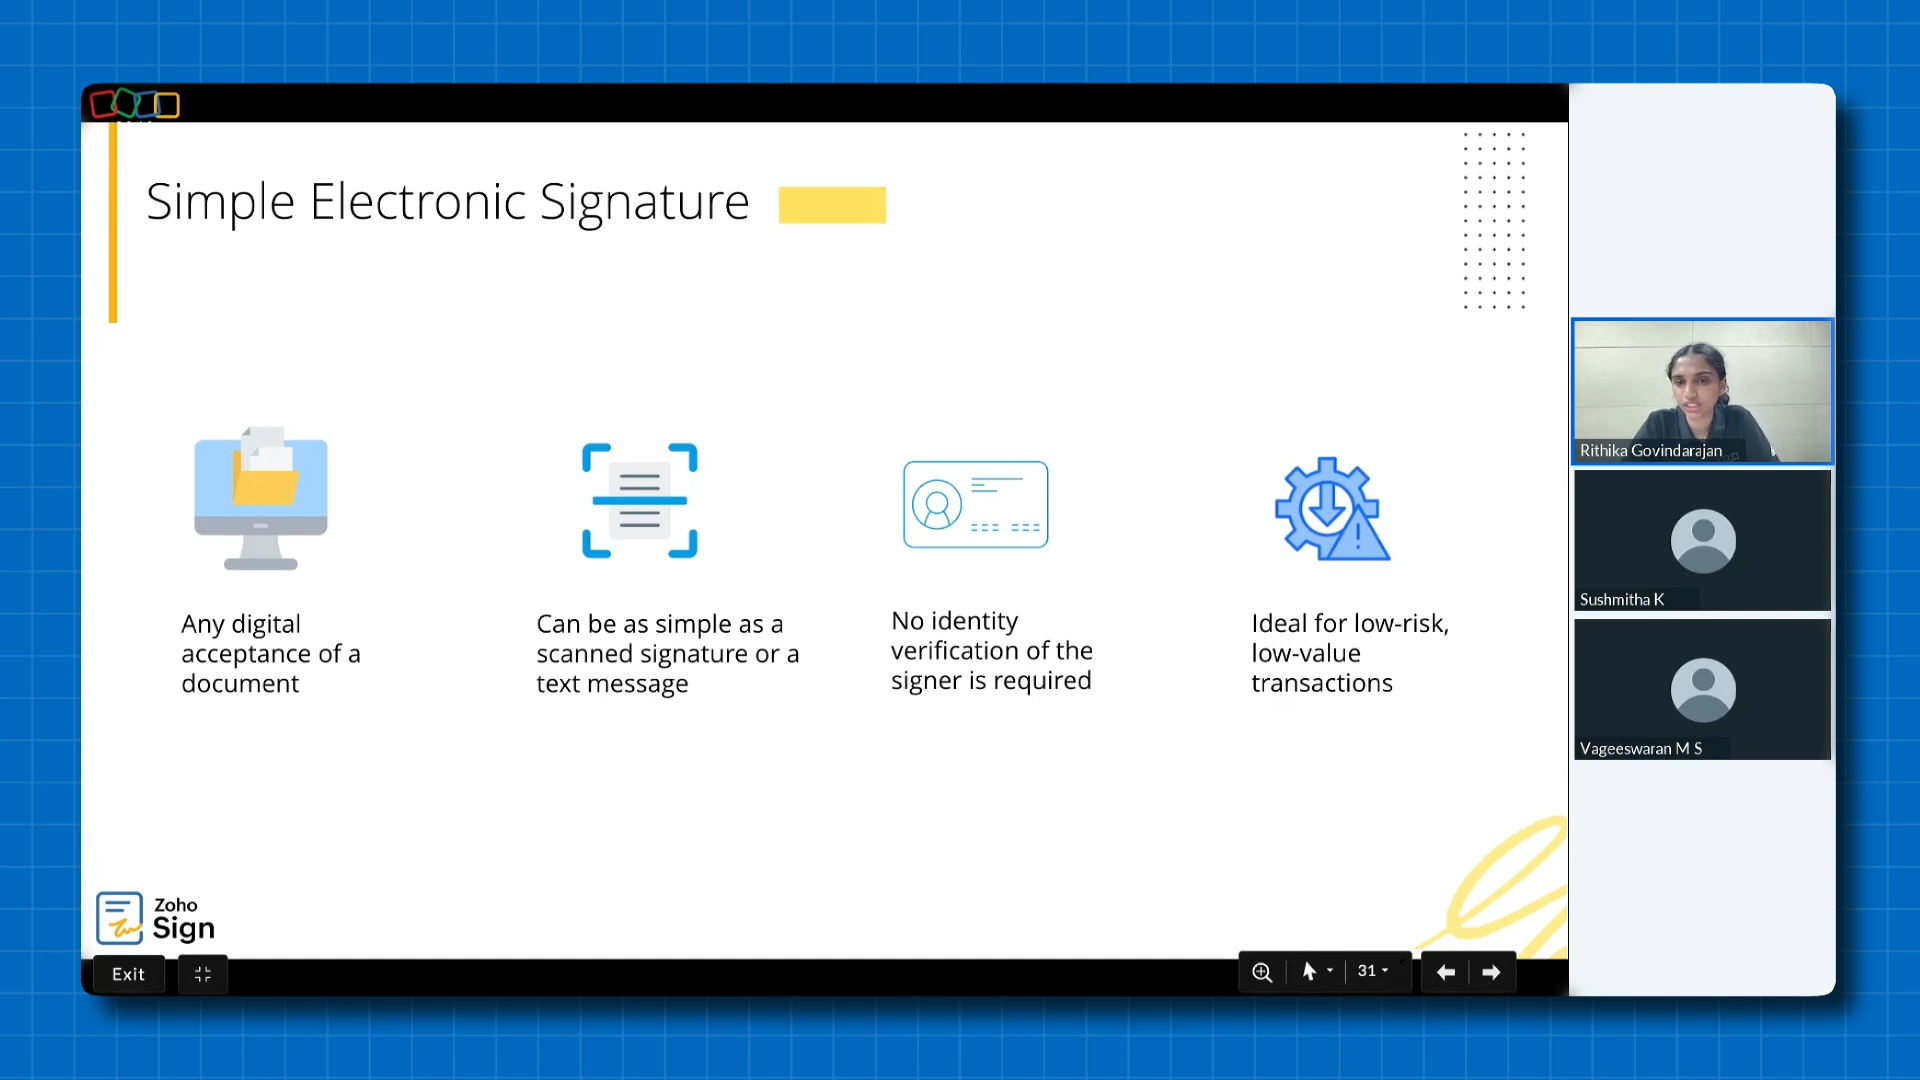 Simple Electronic Signature
Any digital
acceptance of a
document
Can be as simple as a
scanned signature or a
text message
No identity
verification of the
signer is required
Ideal for low-risk,
low-value
transactions
Zoho
Sign
Exit
31
Rithika Govindarajan
Sushmitha K
Vageeswaran M S